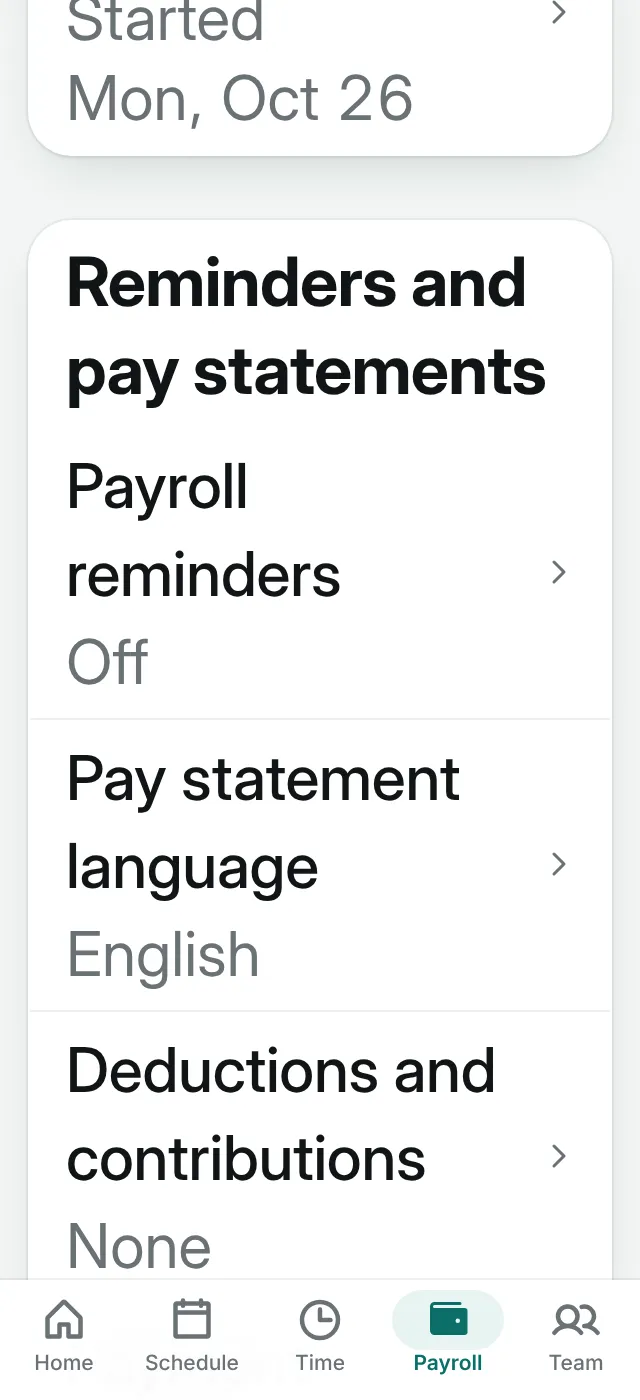 Started
Mon, Oct 26
Reminders and
pay statements
Payroll
reminders
Off
Pay statement
language
English
Deductions and
contributions
None
Home
Schedule
Time
Payroll
Team